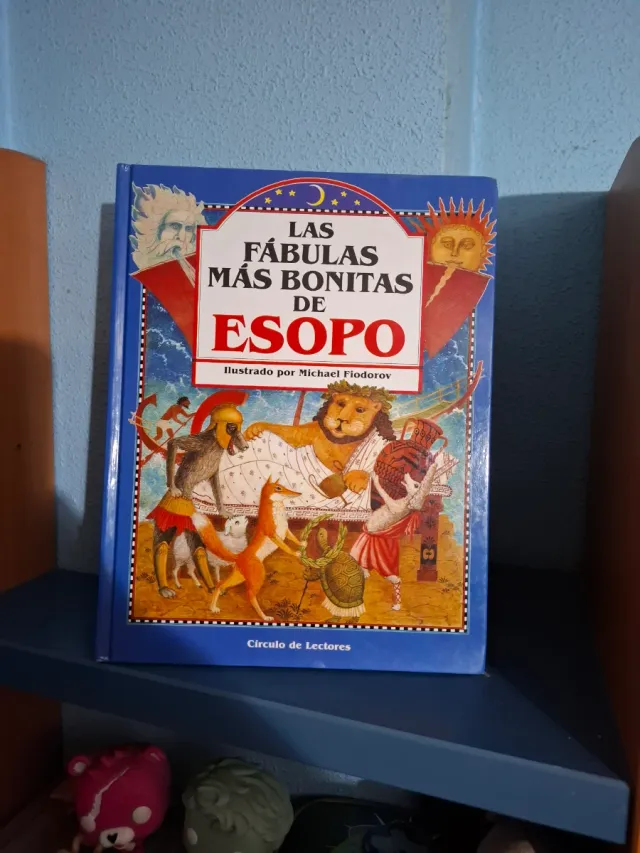 LAS
FÁBULAS
MÁS BONITAS
DE
ESOPO
Ilustrado por Michael Fiodorov
Círculo de Lectores